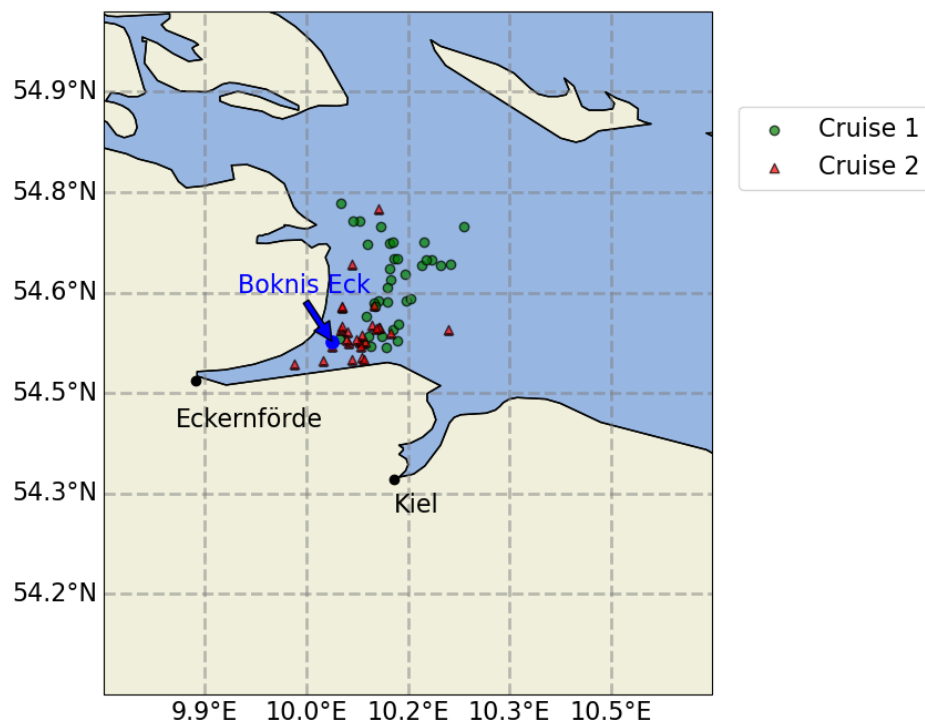 54.9°N
Cruise 1
Cruise 2
54.8°N
Boknis Eck
54.6°N
54.5°N
Eckernförde
54.3°N
Kiel
54.2°N
9.9°E 10.0°E 10.2°E 10.3°E 10.5°E